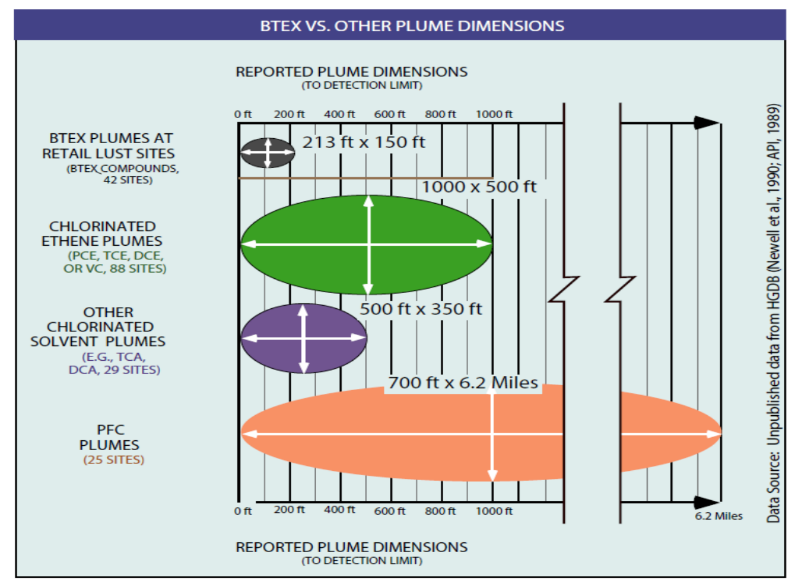 BTEX VS. OTHER PLUME DIMENSIONS
REPORTED PLUME DIMENSIONS
(TO DETECTION LIMIT)
0 ft 200 ft 400 ft 600 ft 800 ft 1000 ft
BTEX PLUMES AT
RETAIL LUST SITES
(BTEX COMPOUNDS,
42 SITES)
213 ft x 150 ft
1000 x 500 ft
CHLORINATED
ETHENE PLUMES
(PCE, TCE, DCE,
OR VC, 88 SITES)
500 ft x 350 ft
OTHER
CHLORINATED
SOLVENT PLUMES
(E.G., TCA,
DCA, 29 SITES)
700 ft x 6.2 Miles
PFC
PLUMES
(25 SITES)
0 ft 200 ft 400 ft 600 ft 800 ft 1000 ft
6.2 Miles
REPORTED PLUME DIMENSIONS
(TO DETECTION LIMIT)
Data Source: Unpublished data from HGDB (Newell et al., 1990; API, 1989)